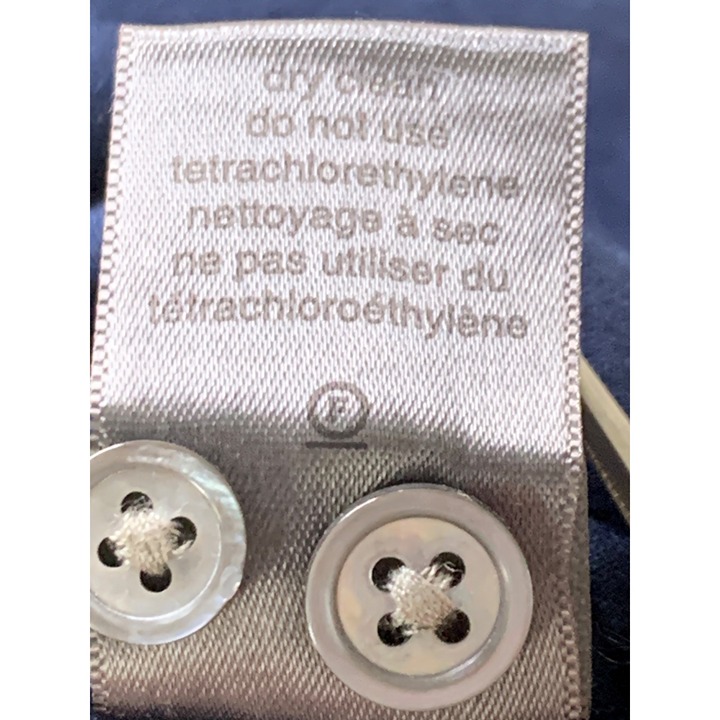 dry clean
do not use
tetrachlorethylene
nettoyage à sec
ne pas utiliser du
tétrachloroéthylène
F